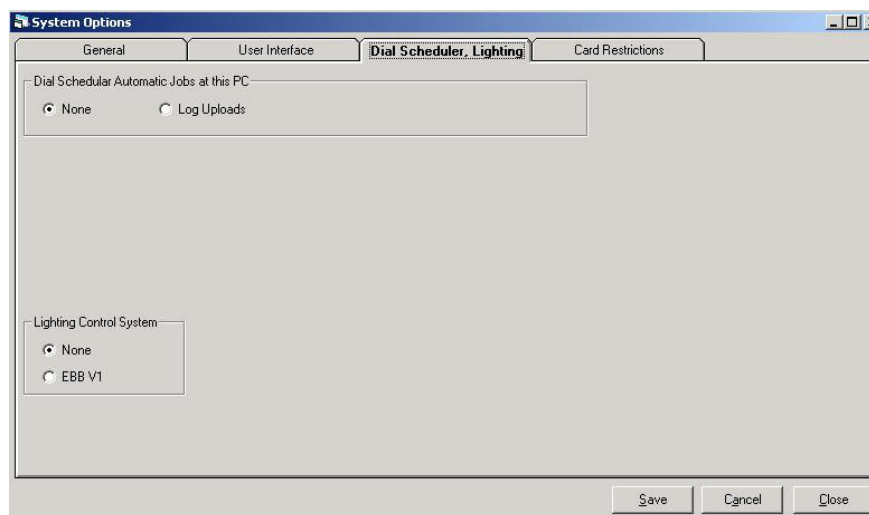 System Options
General User Interface Dial Scheduler, Lighting Card Restrictions
Dial Schedular Automatic Jobs at this PC
None Log Uploads
Lighting Control System
None
EBB V1
Save Cancel Close